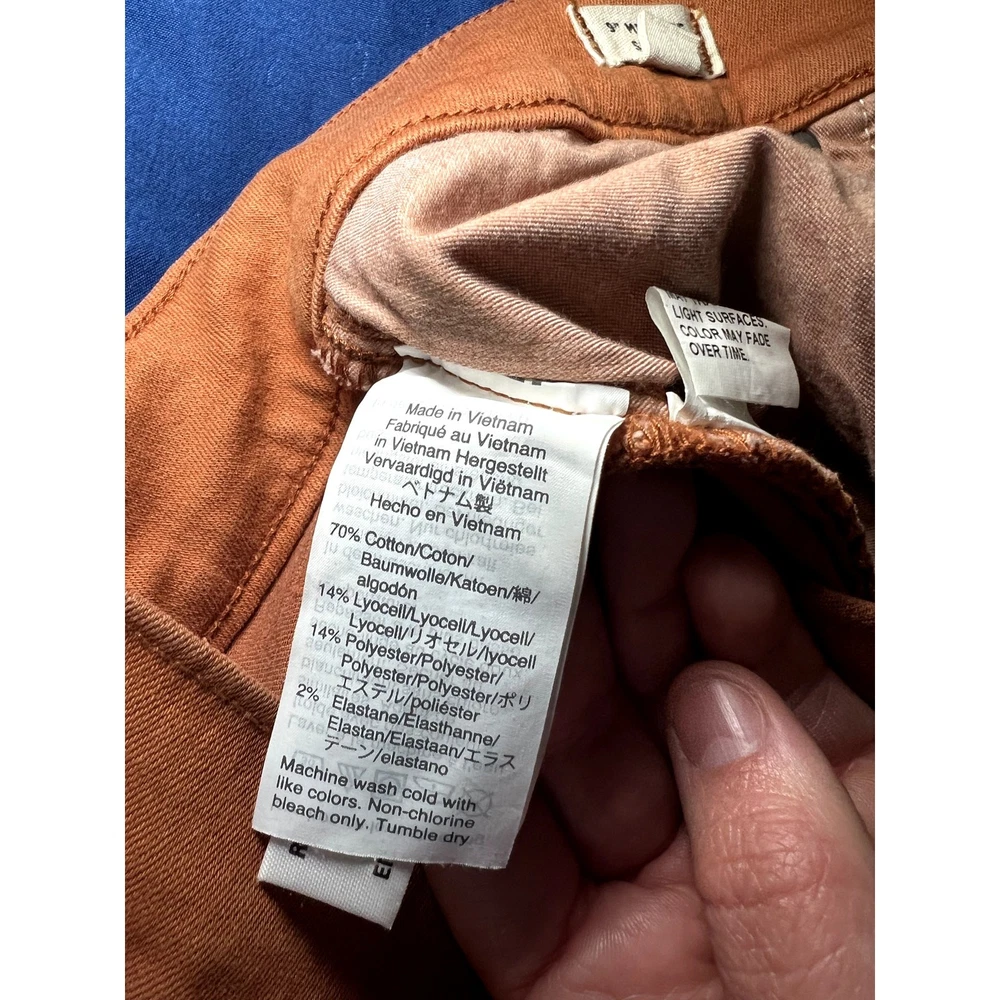 LIGHT SURFACES.
COLOR MAY FADE
OVER TIME.
Made in Vietnam
Fabriqué au Vietnam
in Vietnam Hergestellt
Vervaardigd in Viëtnam
ベトナム製
Hecho en Vietnam
70% Cotton/Coton/
Baumwolle/Katoen/綿/
algodón
14% Lyocell/Lyocell/Lyocell/
Lyocell/リオセル/lyocell
14% Polyester/Polyester/
Polyester/Polyester/ポリ
エステル/poliéster
2% Elastane/Elasthanne/
Elastan/Elastaan/エラス
テーン/elastano
Machine wash cold with
like colors. Non-chlorine
bleach only. Tumble dry